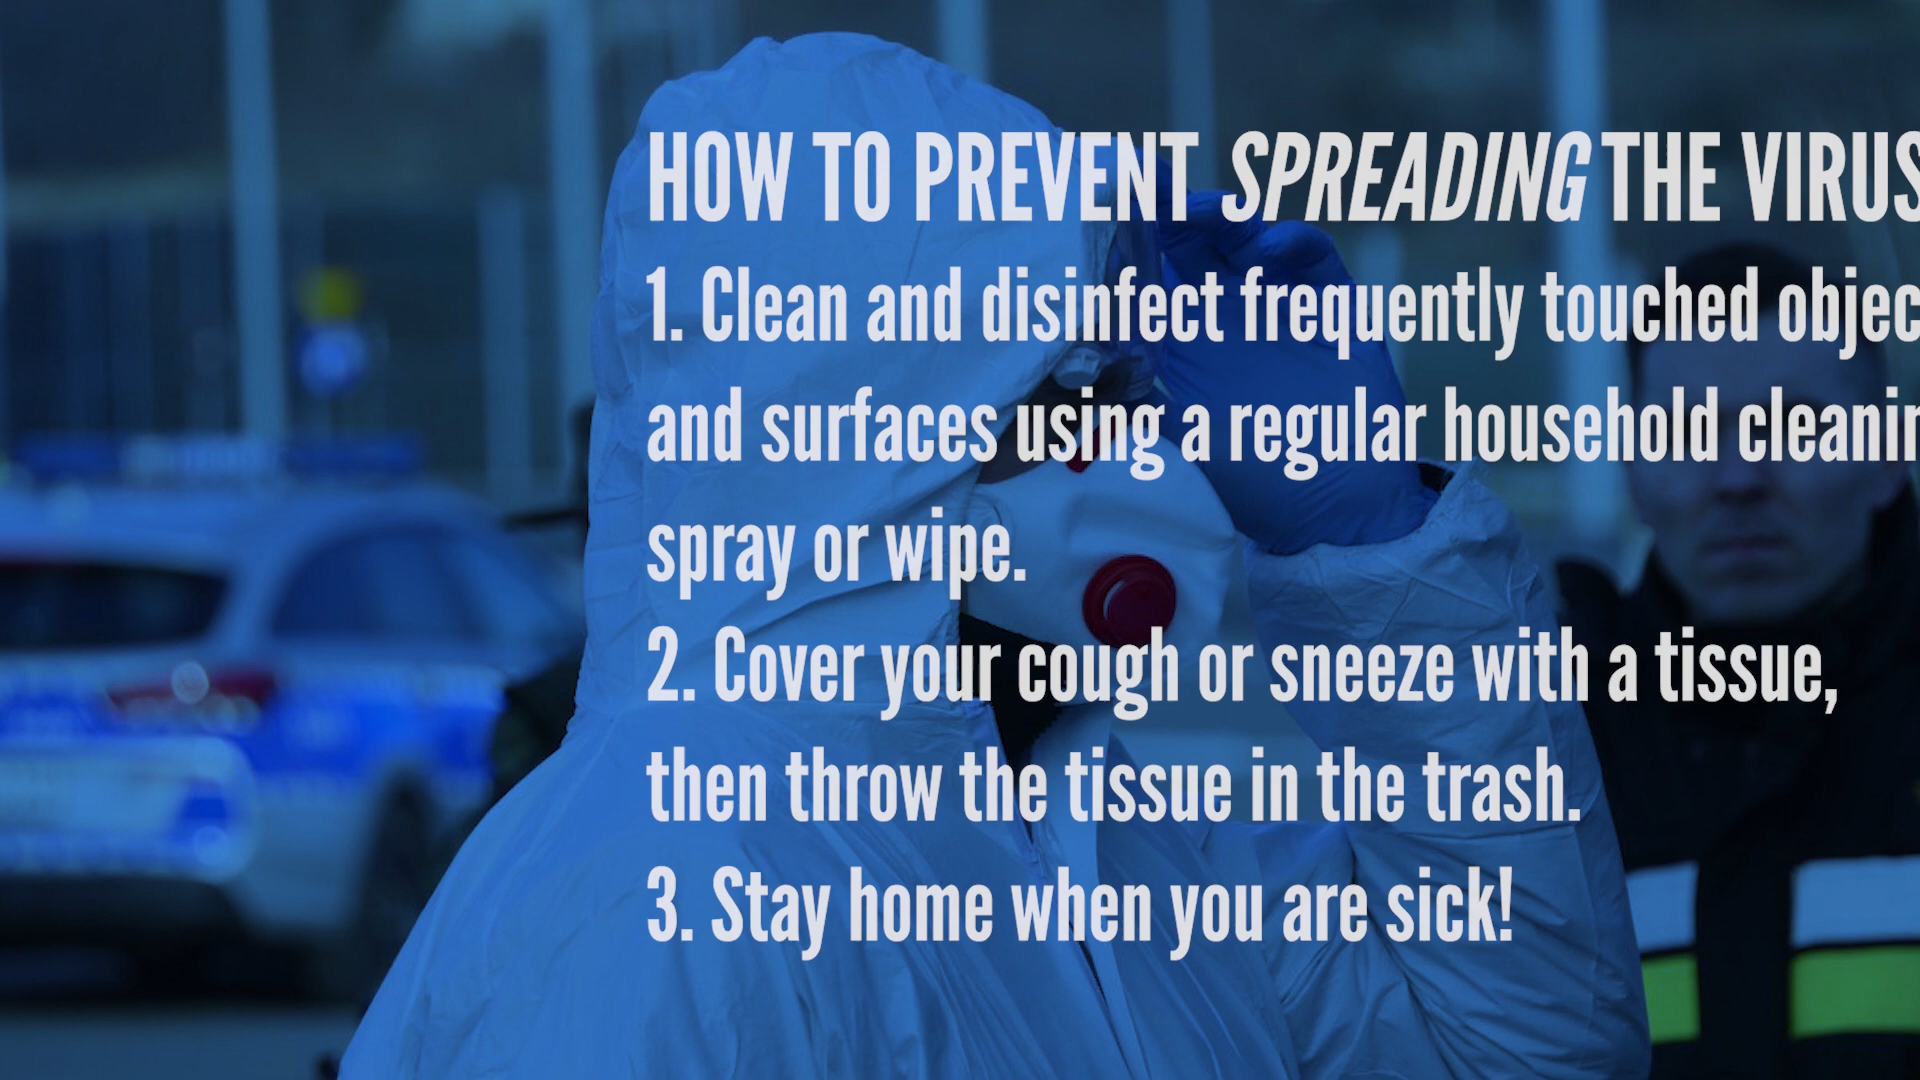 HOW TO PREVENT SPREADING THE VIRUS
1. Clean and disinfect frequently touched objec
and surfaces using a regular household cleanin
spray or wipe.
2. Cover your cough or sneeze with a tissue,
then throw the tissue in the trash.
3. Stay home when you are sick!